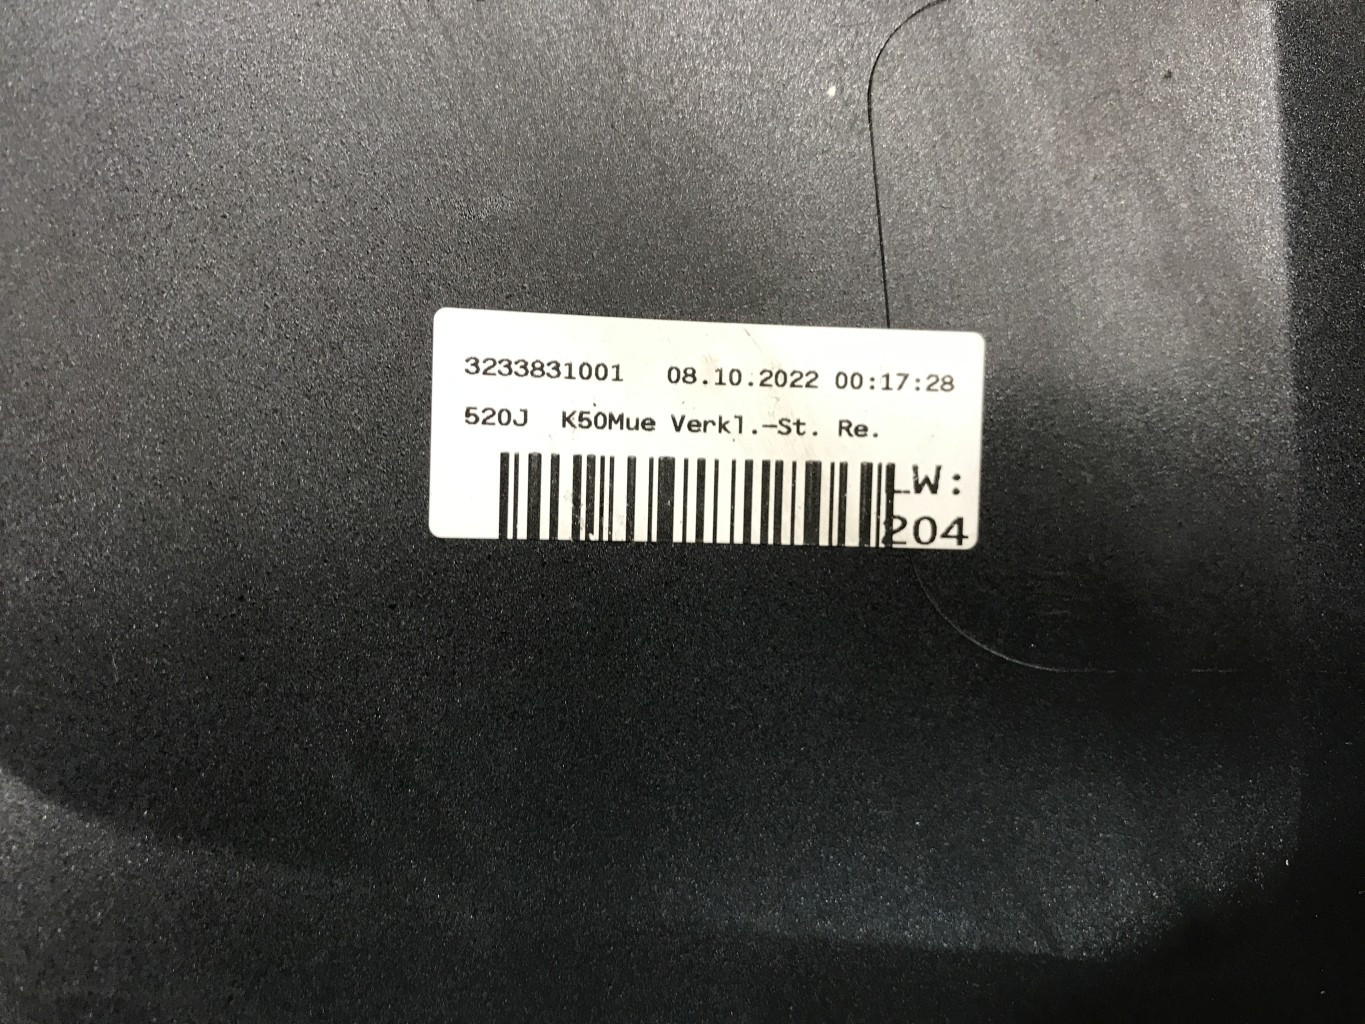 3233831001 08.10.2022 00:17:28
520J K50Mue Verkl.-St. Re.
LW:
204